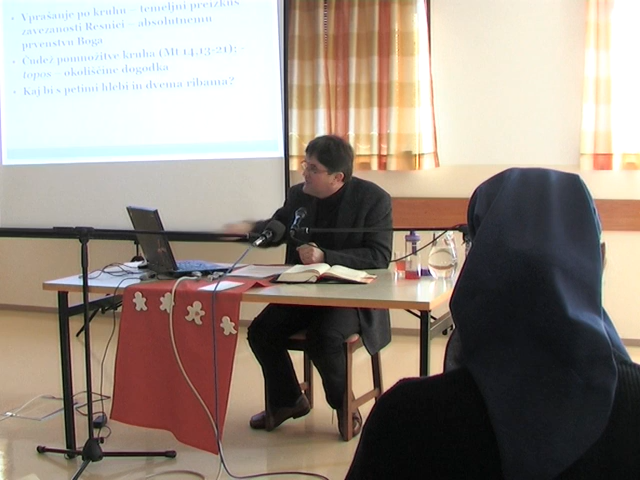 • Vprašanje po kruhu – temeljni preizkus
zavezanosti Resnici – absolutnemu
prvenstvu Boga
• Čudež pomnožitve kruha (Mt 14,13-21); -
topos – okoliščine dogodka
• Kaj bi s petimi hlebi in dvema ribama?